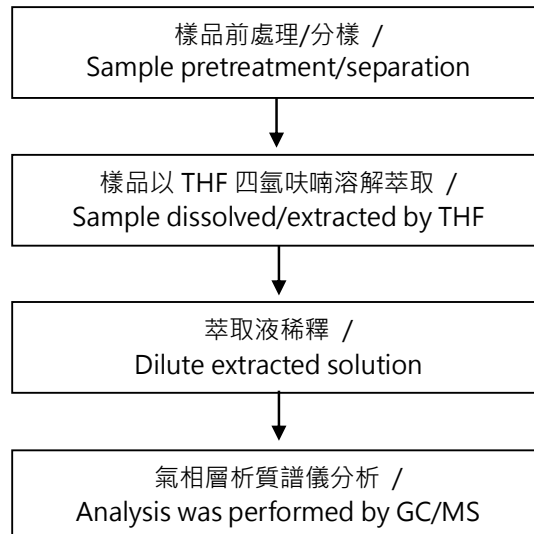 樣品前處理/分樣 /
Sample pretreatment/separation
樣品以 THF 四氫呋喃溶解萃取 /
Sample dissolved/extracted by THF
萃取液稀釋 /
Dilute extracted solution
氣相層析質譜儀分析 /
Analysis was performed by GC/MS